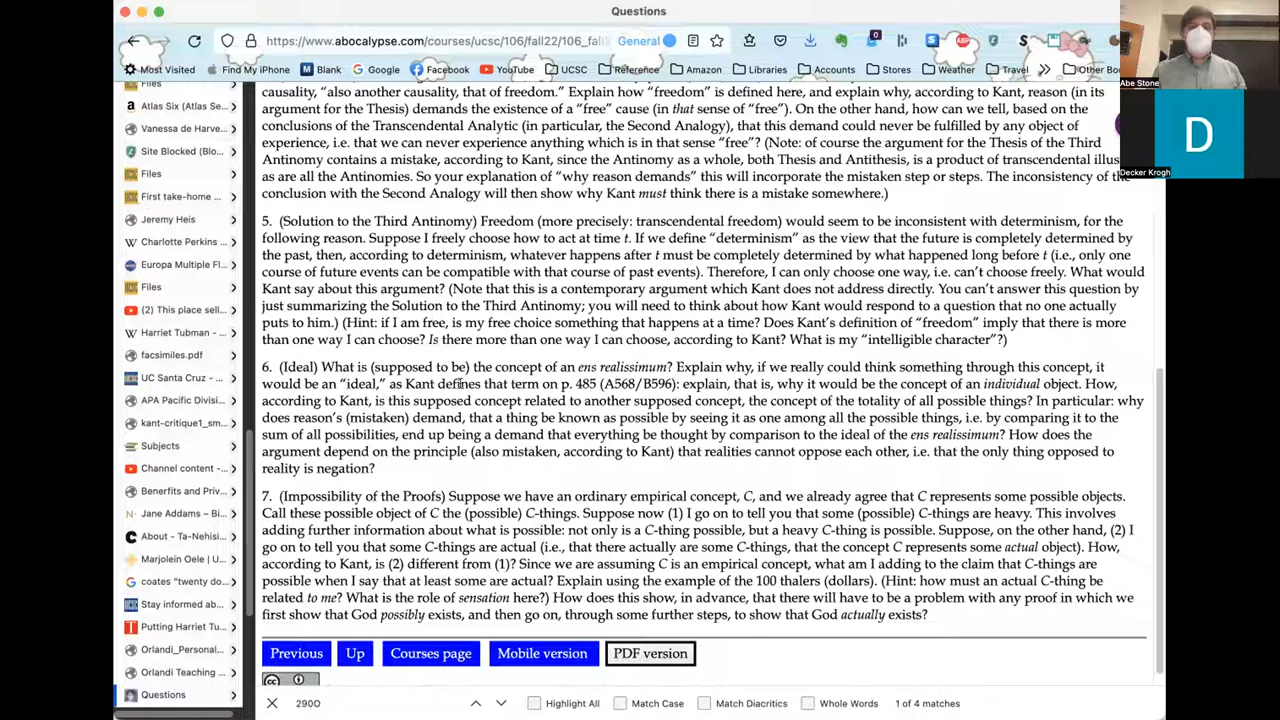 Questions
https://www.abocalypse.com/courses/ucsc/106/fall22/106_fall
General
0
ABP
Most Visited
Find My iPhone
Blank
Google
Facebook
YouTube
UCSC
Reference
Amazon
Libraries
Accounts
Stores
Weather
Travel
Other Bo
Abe Stone
D
Decker Krogh
Files
Atlas Six (Atlas Se...
Vanessa de Harve...
Site Blocked (Blo...
Files
First take-home
Jeremy Heis
Charlotte Perkins
Europa Multiple Fl...
Files
(2) This place sell...
Harriet Tubman - ...
facsimiles.pdf
UC Santa Cruz - ...
APA Pacific Divisi...
kant-critique1_sm...
Subjects
Channel content -...
Benefits and Priv...
Jane Addams – Bi...
About - Ta-Nehisi...
Marjolein Oele | U...
coates "twenty do...
Stay informed ab...
Putting Harriet Tu...
Orlandi_Personal...
Orlandi Teaching ...
Questions
causality, “also another causality, that of freedom.” Explain how “freedom” is defined here, and explain why, according to Kant, reason (in its
argument for the Thesis) demands the existence of a “free” cause (in that sense of “free”). On the other hand, how can we tell, based on the
conclusions of the Transcendental Analytic (in particular, the Second Analogy), that this demand could never be fulfilled by any object of
experience, i.e. that we can never experience anything which is in that sense “free”? (Note: of course the argument for the Thesis of the Third
Antinomy contains a mistake, according to Kant, since the Antinomy as a whole, both Thesis and Antithesis, is a product of transcendental illus
as are all the Antinomies. So your explanation of “why reason demands” this will incorporate the mistaken step or steps. The inconsistency of the
conclusion with the Second Analogy will then show why Kant must think there is a mistake somewhere.)
5. (Solution to the Third Antinomy) Freedom (more precisely: transcendental freedom) would seem to be inconsistent with determinism, for the
following reason. Suppose I freely choose how to act at time t. If we define “determinism” as the view that the future is completely determined by
the past, then, according to determinism, whatever happens after t must be completely determined by what happened long before t (i.e., only one
course of future events can be compatible with that course of past events). Therefore, I can only choose one way, i.e. can’t choose freely. What would
Kant say about this argument? (Note that this is a contemporary argument which Kant does not address directly. You can’t answer this question by
just summarizing the Solution to the Third Antinomy; you will need to think about how Kant would respond to a question that no one actually
puts to him.) (Hint: if I am free, is my free choice something that happens at a time? Does Kant’s definition of “freedom” imply that there is more
than one way I can choose? Is there more than one way I can choose, according to Kant? What is my “intelligible character”?)
6. (Ideal) What is (supposed to be) the concept of an ens realissimum? Explain why, if we really could think something through this concept, it
would be an “ideal,” as Kant defines that term on p. 485 (A568/B596): explain, that is, why it would be the concept of an individual object. How,
according to Kant, is this supposed concept related to another supposed concept, the concept of the totality of all possible things? In particular: why
does reason’s (mistaken) demand, that a thing be known as possible by seeing it as one among all the possible things, i.e. by comparing it to the
sum of all possibilities, end up being a demand that everything be thought by comparison to the ideal of the ens realissimum? How does the
argument depend on the principle (also mistaken, according to Kant) that realities cannot oppose each other, i.e. that the only thing opposed to
reality is negation?
7. (Impossibility of the Proofs) Suppose we have an ordinary empirical concept, C, and we already agree that C represents some possible objects.
Call these possible object of C the (possible) C-things. Suppose now (1) I go on to tell you that some (possible) C-things are heavy. This involves
adding further information about what is possible: not only is a C-thing possible, but a heavy C-thing is possible. Suppose, on the other hand, (2) I
go on to tell you that some C-things are actual (i.e., that there actually are some C-things, that the concept C represents some actual object). How,
according to Kant, is (2) different from (1)? Since we are assuming C is an empirical concept, what am I adding to the claim that C-things are
possible when I say that at least some are actual? Explain using the example of the 100 thalers (dollars). (Hint: how must an actual C-thing be
related to me? What is the role of sensation here?) How does this show, in advance, that there will have to be a problem with any proof in which we
first show that God possibly exists, and then go on, through some further steps, to show that God actually exists?
Previous
Up
Courses page
Mobile version
PDF version
2900
Highlight All
Match Case
Match Diacritics
Whole Words
1 of 4 matches